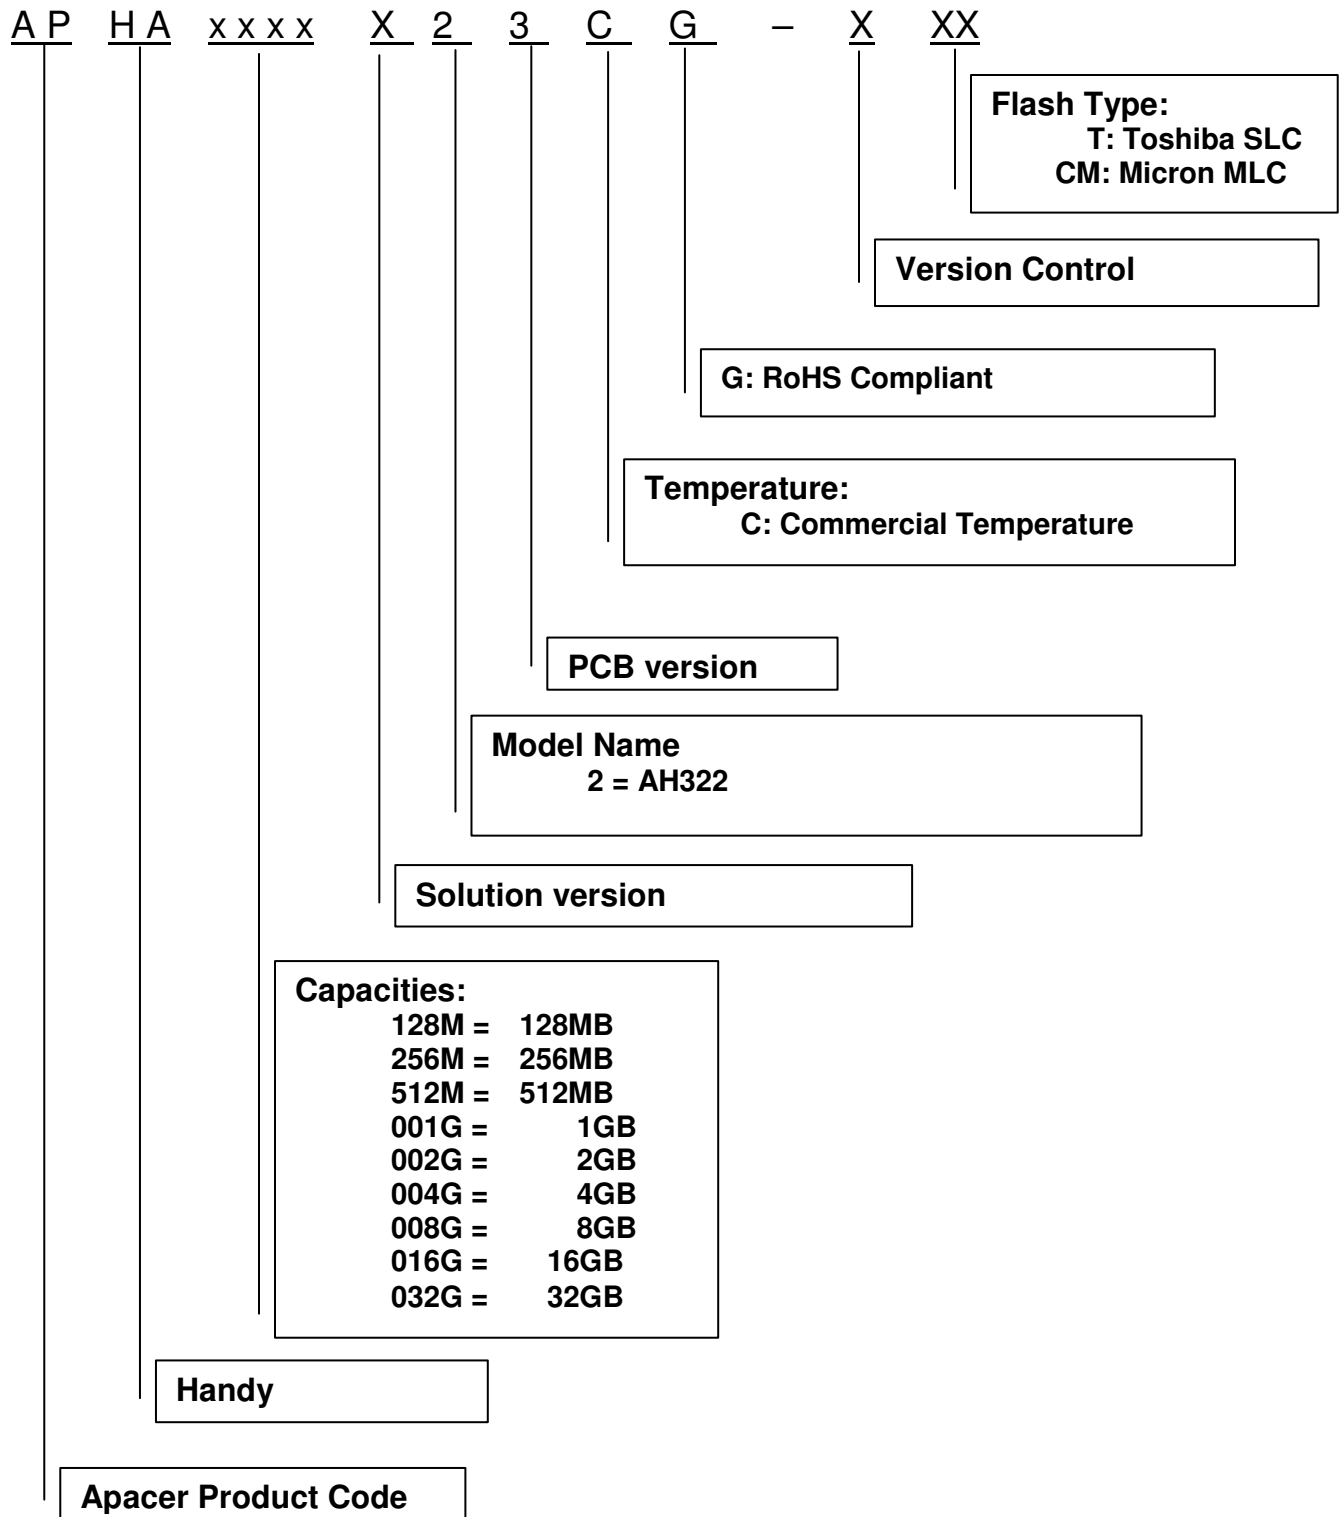 A P H A x x x x X 2 3 C G – X XX
Flash Type:
T: Toshiba SLC
CM: Micron MLC
Version Control
G: RoHS Compliant
Temperature:
C: Commercial Temperature
PCB version
Model Name
2 = AH322
Solution version
Capacities:
128M = 128MB
256M = 256MB
512M = 512MB
001G = 1GB
002G = 2GB
004G = 4GB
008G = 8GB
016G = 16GB
032G = 32GB
Handy
Apacer Product Code